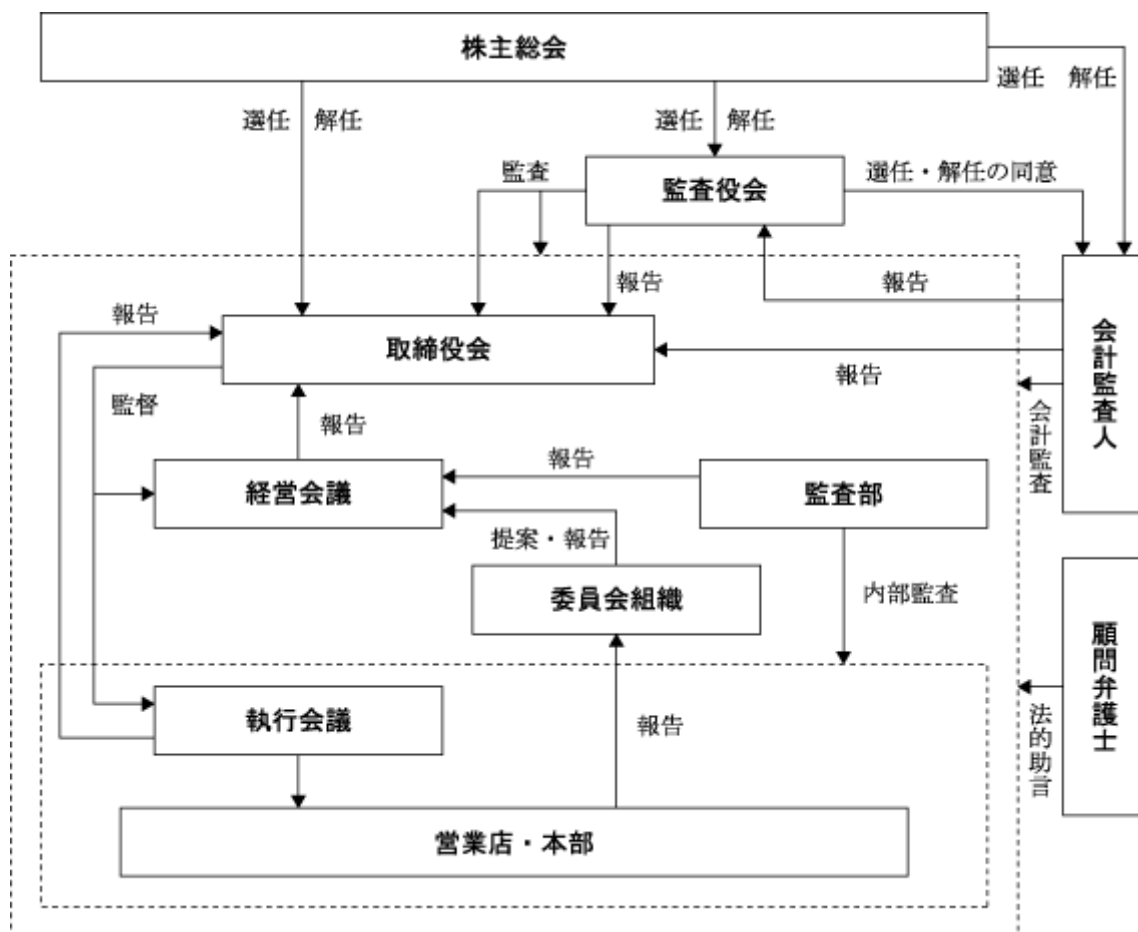 株主総会
選任 解任
選任 解任
選任 解任
監査
監査役会
選任・解任の同意
報告
報告
報告
取締役会
報告
会計監査人
監督
報告
会計監査
経営会議
報告
監査部
提案・報告
委員会組織
内部監査
顧問弁護士
執行会議
報告
法的助言
営業店・本部